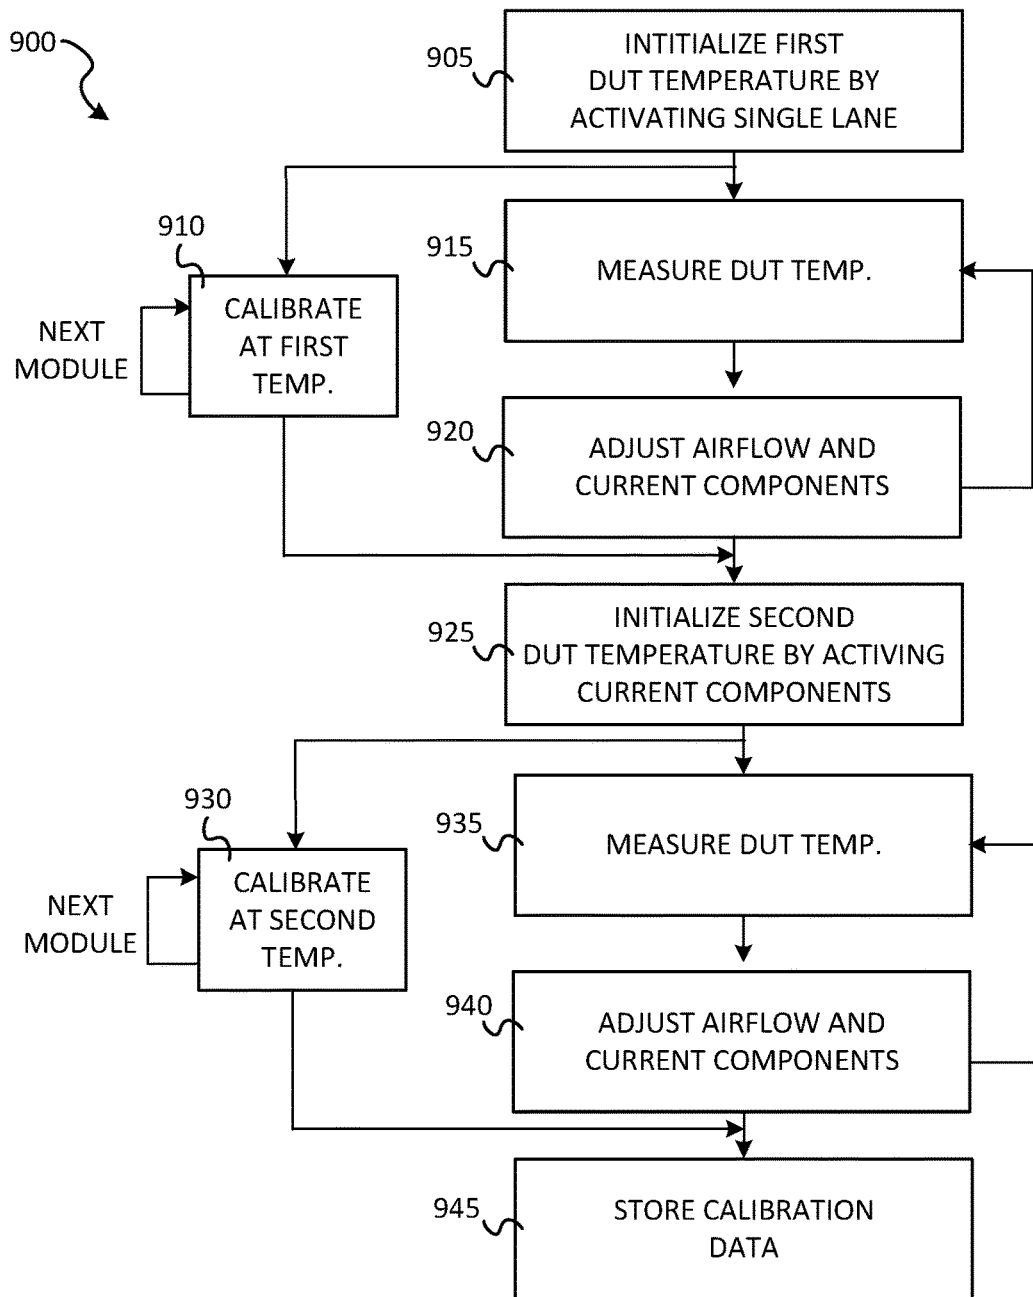 900
905
INTITIALIZE FIRST
DUT TEMPERATURE BY
ACTIVATING SINGLE LANE
910
CALIBRATE
AT FIRST
TEMP.
NEXT
MODULE
915
MEASURE DUT TEMP.
920
ADJUST AIRFLOW AND
CURRENT COMPONENTS
925
INITIALIZE SECOND
DUT TEMPERATURE BY ACTIVING
CURRENT COMPONENTS
930
CALIBRATE
AT SECOND
TEMP.
NEXT
MODULE
935
MEASURE DUT TEMP.
940
ADJUST AIRFLOW AND
CURRENT COMPONENTS
945
STORE CALIBRATION
DATA